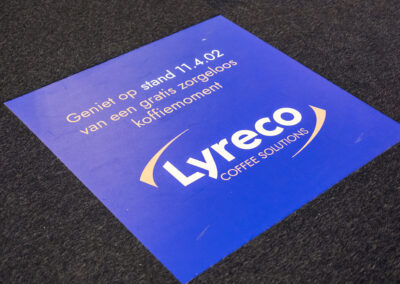 Geniet op stand 11.4.02
van een gratis zorgeloos
koffiemoment
Lyreco
COFFEE SOLUTIONS